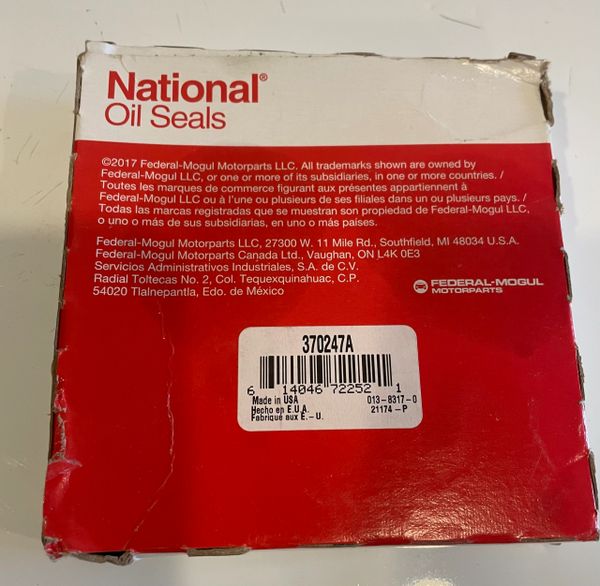 National®
Oil Seals
©2017 Federal-Mogul Motorparts LLC. All trademarks shown are owned by
Federal-Mogul LLC, or one or more of its subsidiaries, in one or more countries. /
Toutes les marques de commerce figurant aux présentes appartiennent à
Federal-Mogul LLC ou à l'une ou plusieurs de ses filiales dans un ou plusieurs pays. /
Todas las marcas registradas que se muestran son propiedad de Federal-Mogul LLC,
o uno o más de sus subsidiarias, en uno o más países.
Federal-Mogul Motorparts LLC, 27300 W. 11 Mile Rd., Southfield, MI 48034 U.S.A.
Federal-Mogul Motorparts Canada Ltd., Vaughan, ON L4K 0E3
Servicios Administrativos Industriales, S.A. de C.V.
Radial Toltecas No. 2, Col. Tequexquinahuac, C.P.
54020 Tlalnepantla, Edo. de México
FEDERAL-MOGUL
MOTORPARTS
370247A
6 14046 72252 1
Made in USA 013-8317-0
Hecho en E.U.A. 21174-P
Fabriqué aux É.-U.